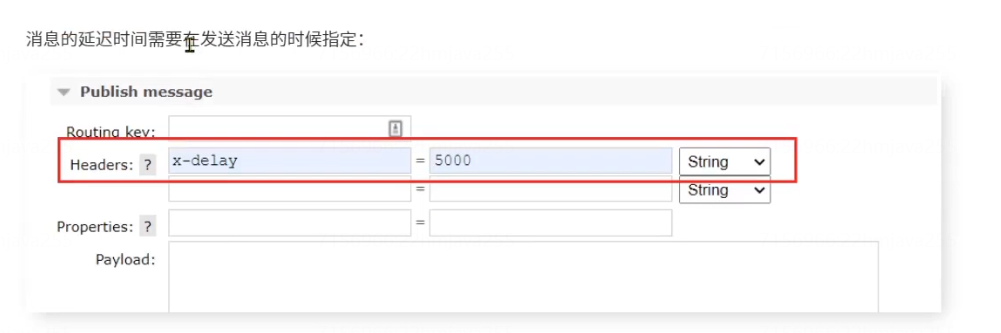 消息的延迟时间需要在发送消息的时候指定：
Publish message
Routing key:
Headers: ? x-delay = 5000 String
= String
Properties: ? =
Payload: